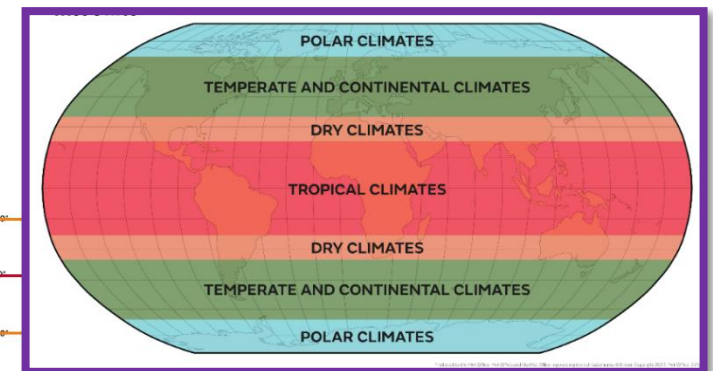 POLAR CLIMATES
TEMPERATE AND CONTINENTAL CLIMATES
DRY CLIMATES
TROPICAL CLIMATES
DRY CLIMATES
TEMPERATE AND CONTINENTAL CLIMATES
POLAR CLIMATES